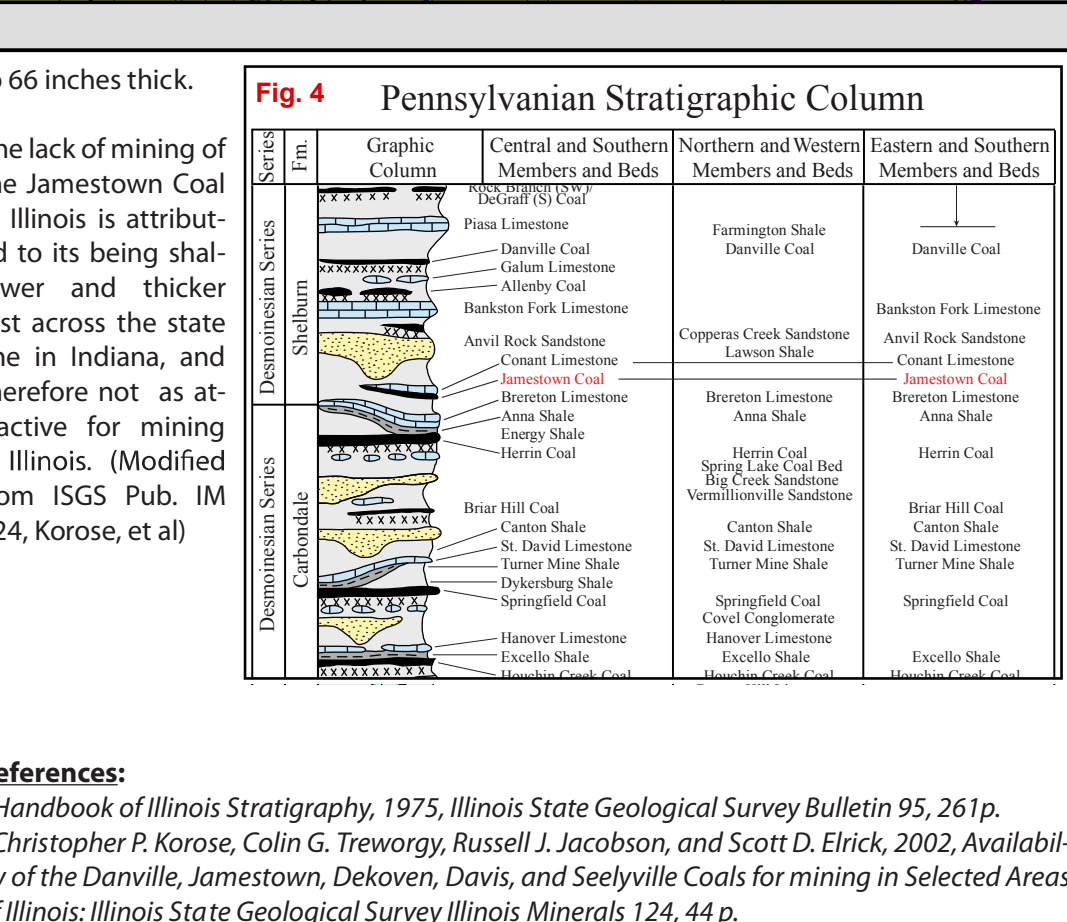 66 inches thick.
he lack of mining of
he Jamestown Coal
Illinois is attribut-
d to its being shal-
wer and thicker
st across the state
ne in Indiana, and
herefore not as at-
active for mining
Illinois. (Modified
om ISGS Pub. IM
24, Korose, et al)
Fig. 4
Pennsylvanian Stratigraphic Column
Series
Fm.
Graphic
Column
Central and Southern
Members and Beds
Northern and Western
Members and Beds
Eastern and Southern
Members and Beds
Desmoinesian Series
Shelburn
Desmoinesian Series
Carbondale
Rock Branch (SW)/
DeGraff (S) Coal
Piasa Limestone
Danville Coal
Galum Limestone
Allenby Coal
Bankston Fork Limestone
Anvil Rock Sandstone
Conant Limestone
Jamestown Coal
Brereton Limestone
Anna Shale
Energy Shale
Herrin Coal
Briar Hill Coal
Canton Shale
St. David Limestone
Turner Mine Shale
Dykersburg Shale
Springfield Coal
Hanover Limestone
Excello Shale
Houchin Creek Coal
Farmington Shale
Danville Coal
Copperas Creek Sandstone
Lawson Shale
Brereton Limestone
Anna Shale
Herrin Coal
Spring Lake Coal Bed
Big Creek Sandstone
Vermillionville Sandstone
Canton Shale
St. David Limestone
Turner Mine Shale
Springfield Coal
Covel Conglomerate
Hanover Limestone
Excello Shale
Houchin Creek Coal
Danville Coal
Bankston Fork Limestone
Anvil Rock Sandstone
Conant Limestone
Jamestown Coal
Brereton Limestone
Anna Shale
Herrin Coal
Briar Hill Coal
Canton Shale
St. David Limestone
Turner Mine Shale
Springfield Coal
Excello Shale
Houchin Creek Coal
eferences:
Handbook of Illinois Stratigraphy, 1975, Illinois State Geological Survey Bulletin 95, 261p.
Christopher P. Korose, Colin G. Treworgy, Russell J. Jacobson, and Scott D. Elrick, 2002, Availabil-
y of the Danville, Jamestown, Dekoven, Davis, and Seelyville Coals for mining in Selected Areas
f Illinois: Illinois State Geological Survey Illinois Minerals 124, 44 p.